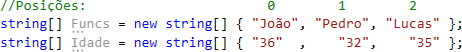 //Posições: 0 1 2
string[] Funcs = new string[] { "João", "Pedro", "Lucas" };
string[] Idade = new string[] { "36" , "32", "35" };